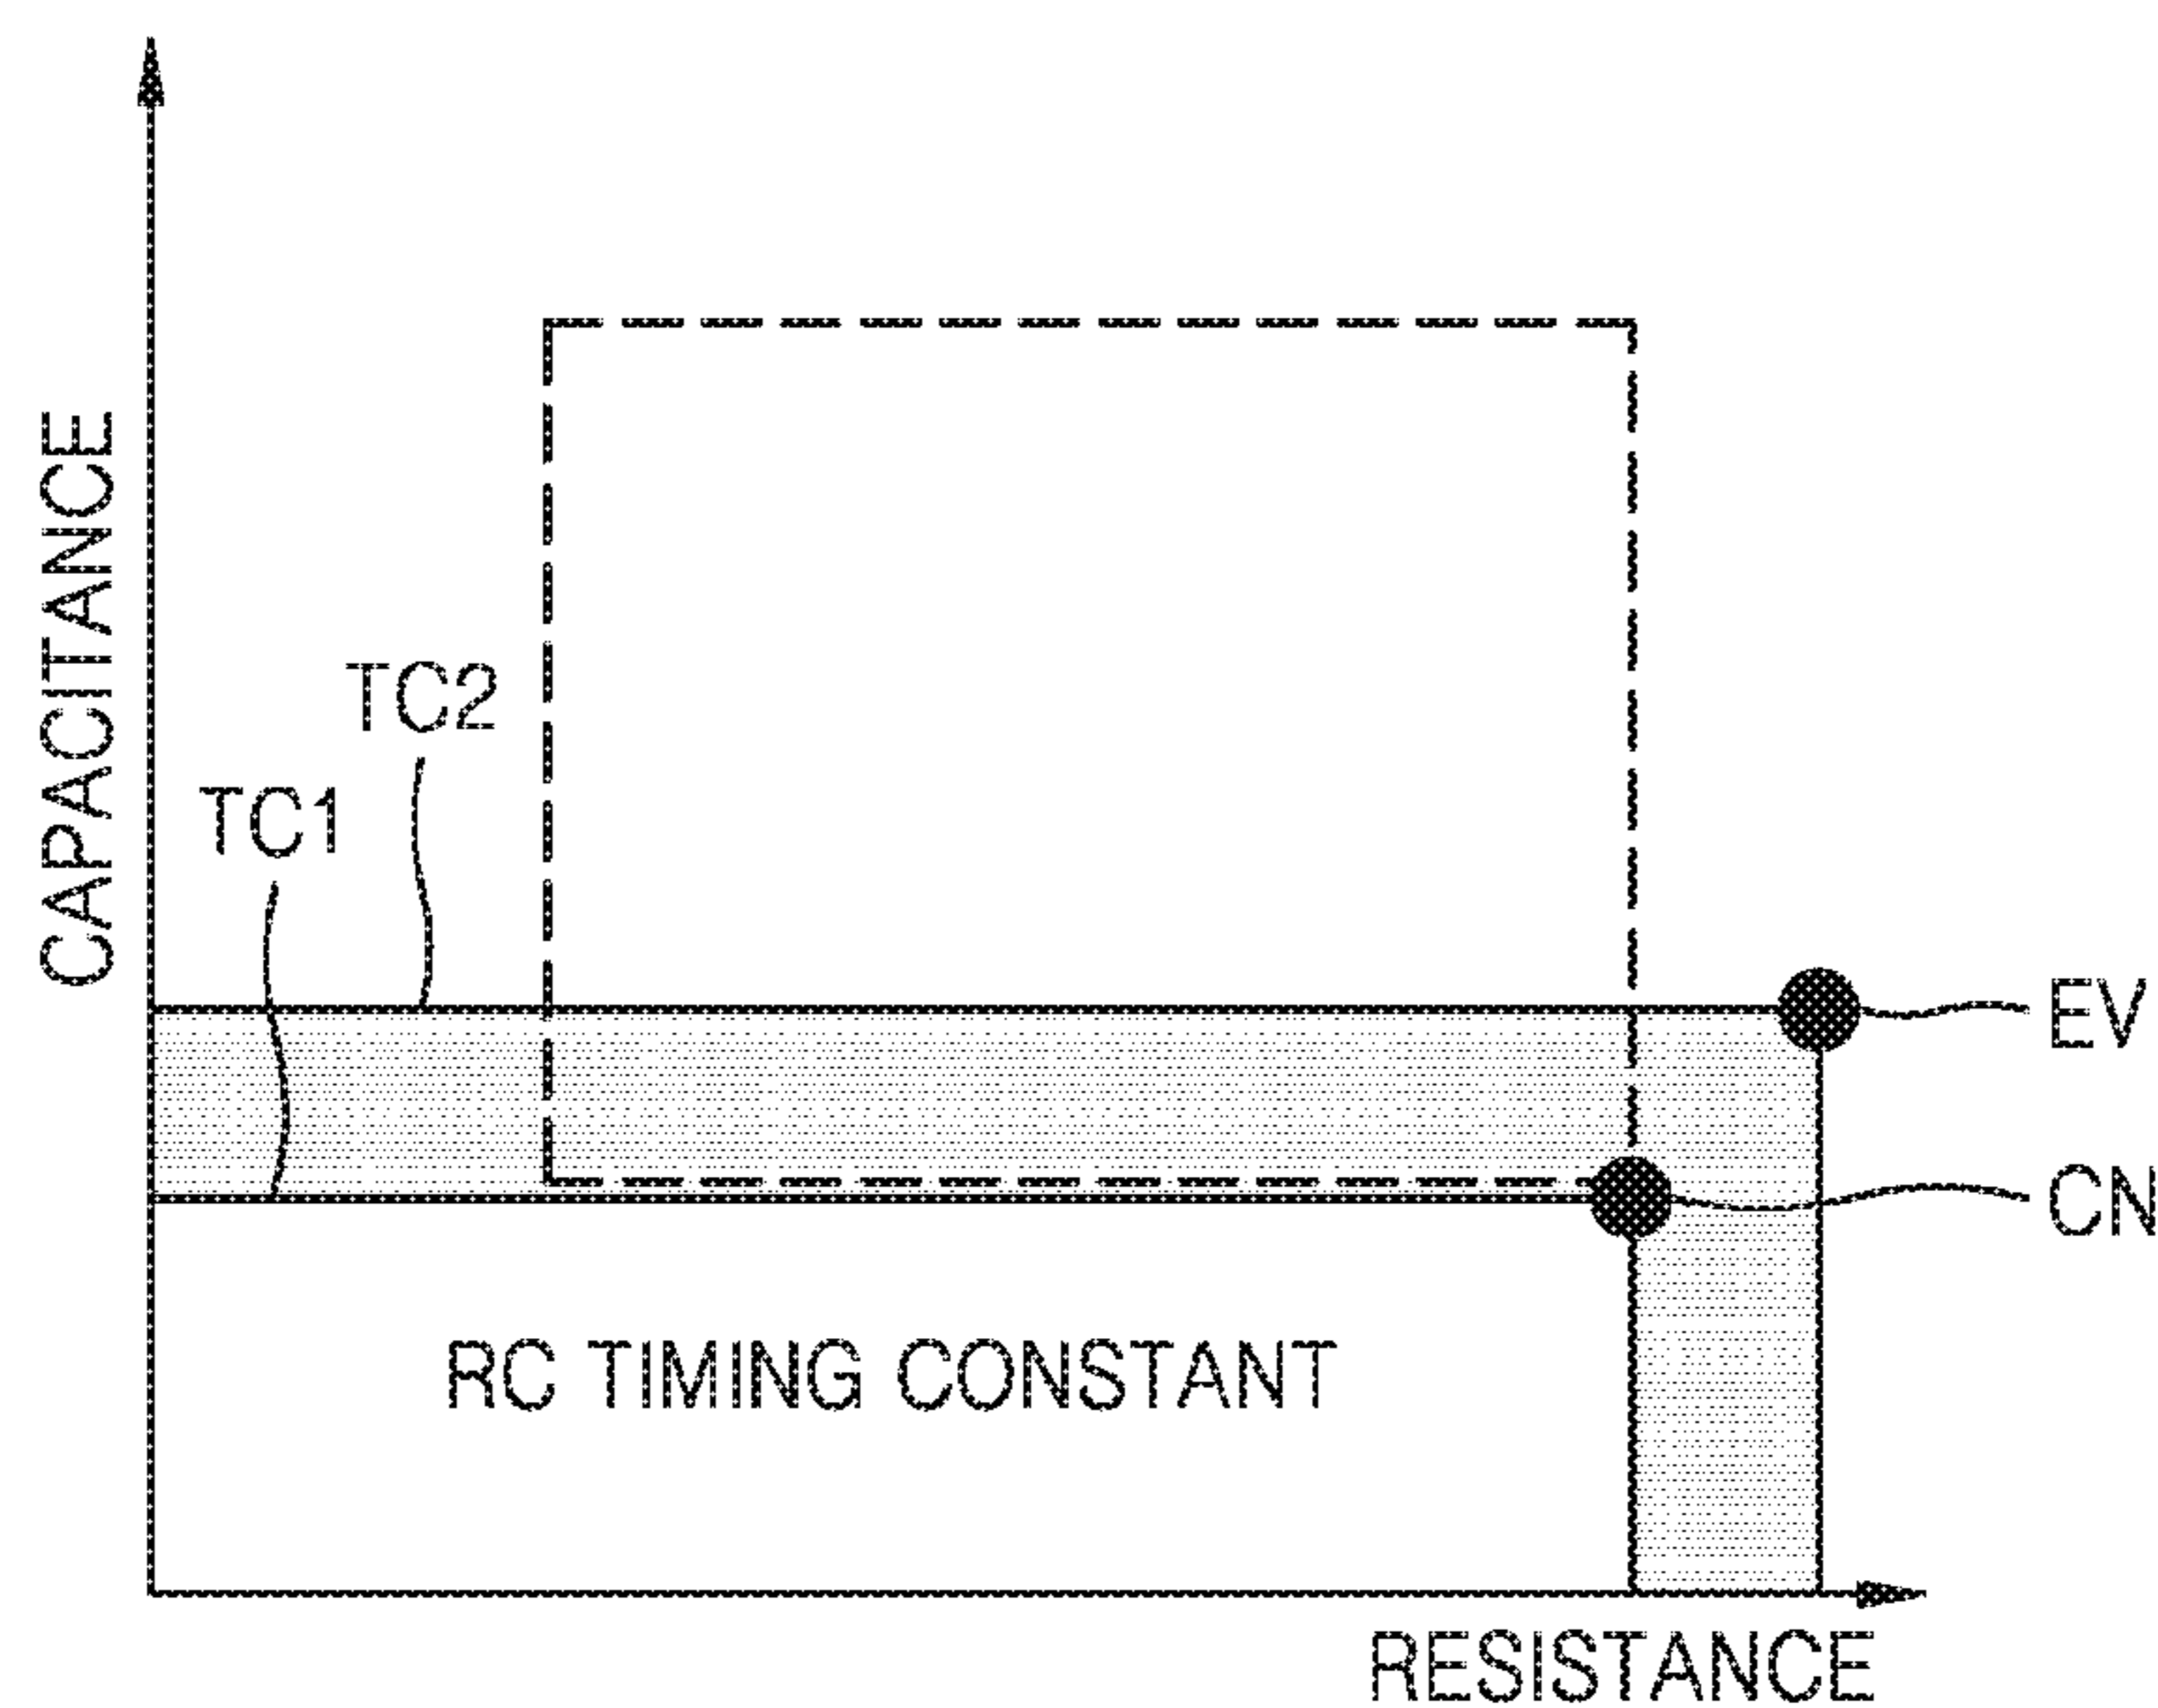 CAPACITANCE
TC2
TC1
EV
CN
RC TIMING CONSTANT
RESISTANCE